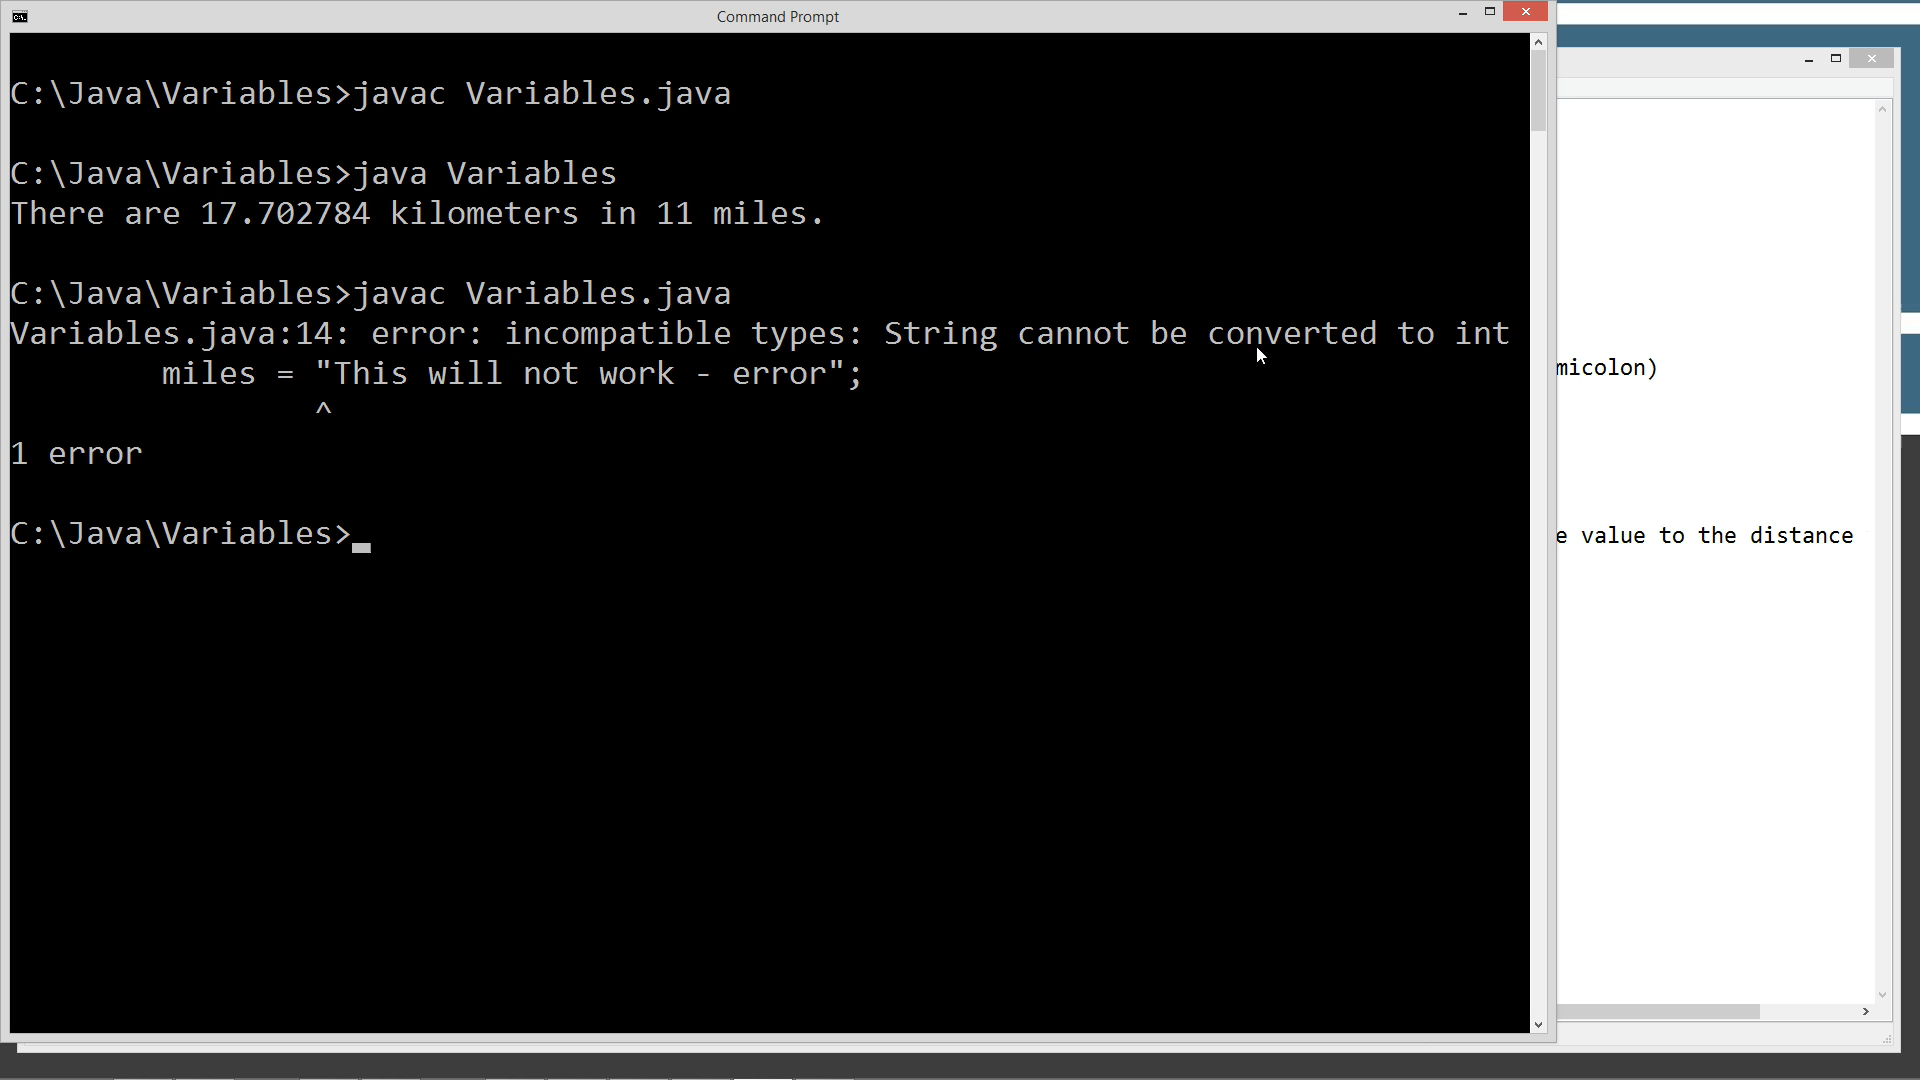 Command Prompt
C:\Java\Variables>javac Variables.java
C:\Java\Variables>java Variables
There are 17.702784 kilometers in 11 miles.
C:\Java\Variables>javac Variables.java
Variables.java:14: error: incompatible types: String cannot be converted to int
miles = "This will not work - error";
^
1 error
C:\Java\Variables>
micolon)
e value to the distance